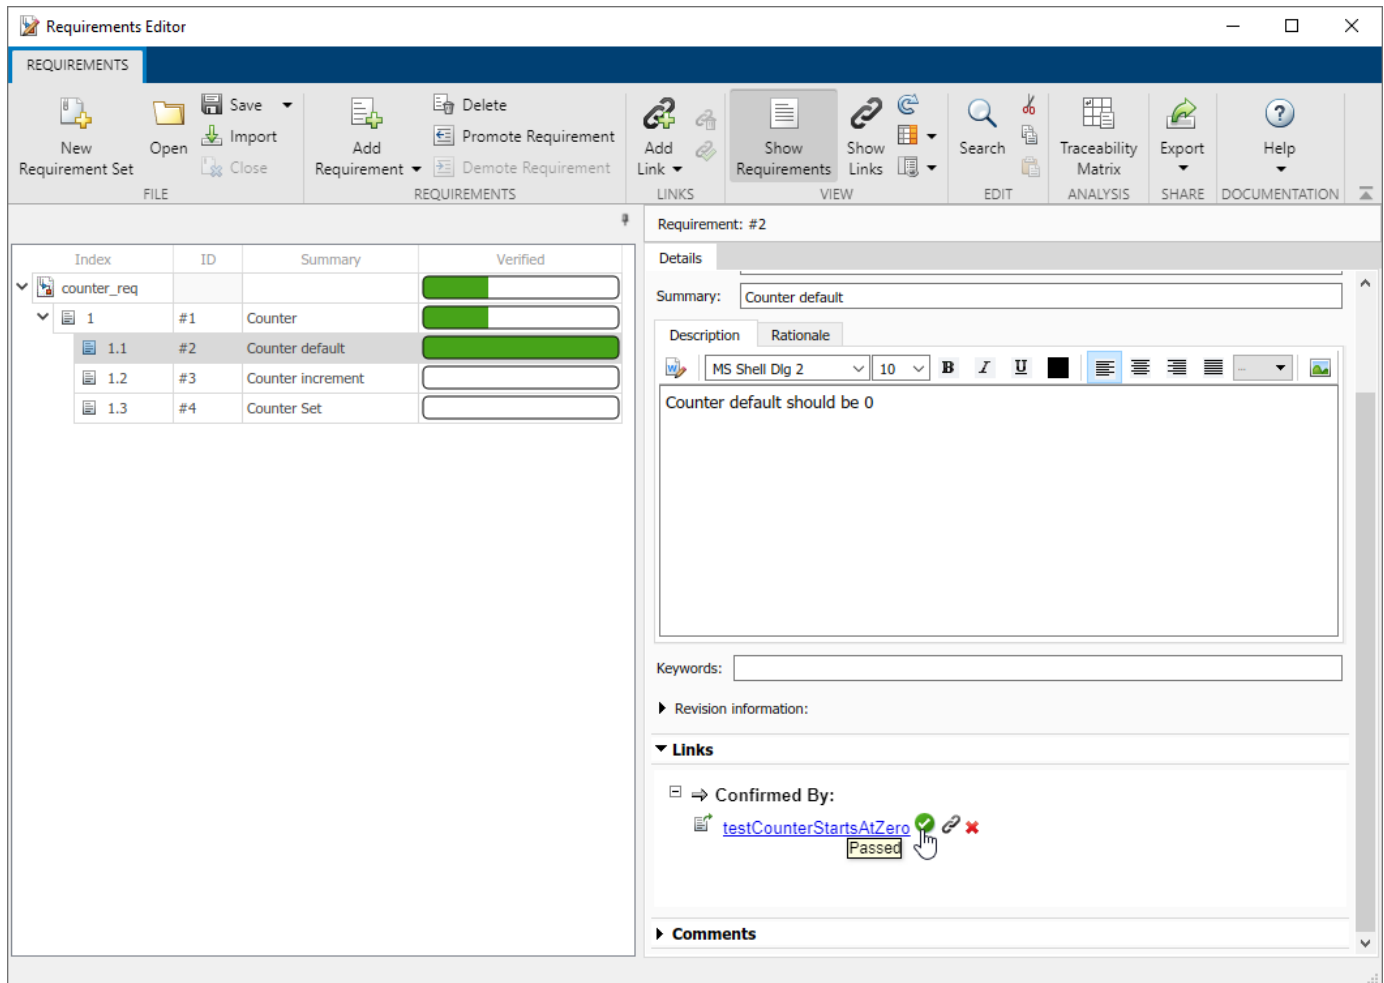 Requirements Editor
REQUIREMENTS
New
Requirement Set
Open
Save
Import
Close
FILE
Add
Requirement
Delete
Promote Requirement
Demote Requirement
REQUIREMENTS
Add
Link
LINKS
Show
Requirements
Show
Links
VIEW
Search
EDIT
Traceability
Matrix
ANALYSIS
Export
SHARE
Help
DOCUMENTATION
Index ID Summary Verified
counter_req
1 #1 Counter
1.1 #2 Counter default
1.2 #3 Counter increment
1.3 #4 Counter Set
Requirement: #2
Details
Summary: Counter default
Description Rationale
MS Shell Dlg 2 10 B I U
Counter default should be 0
Keywords:
Revision information:
Links
Confirmed By:
testCounterStartsAtZero
Passed
Comments